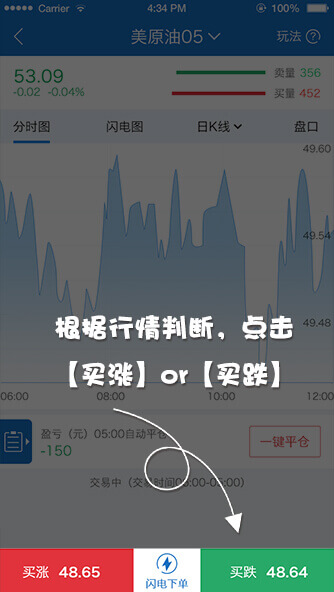 Carrier 4:34 PM 100%
美原油05 玩法 ?
53.09
-0.02 -0.04%
卖量 356
买量 452
分时图 闪电图 日K线 盘口
49.60
49.54
49.48
根据行情判断，点击
【买涨】or【买跌】
06:00 08:00 10:00 12:00
盈亏（元）05:00自动平仓
-150
一键平仓
交易中（交易时间06:00-05:00）
买涨 48.65
闪电下单
买跌 48.64